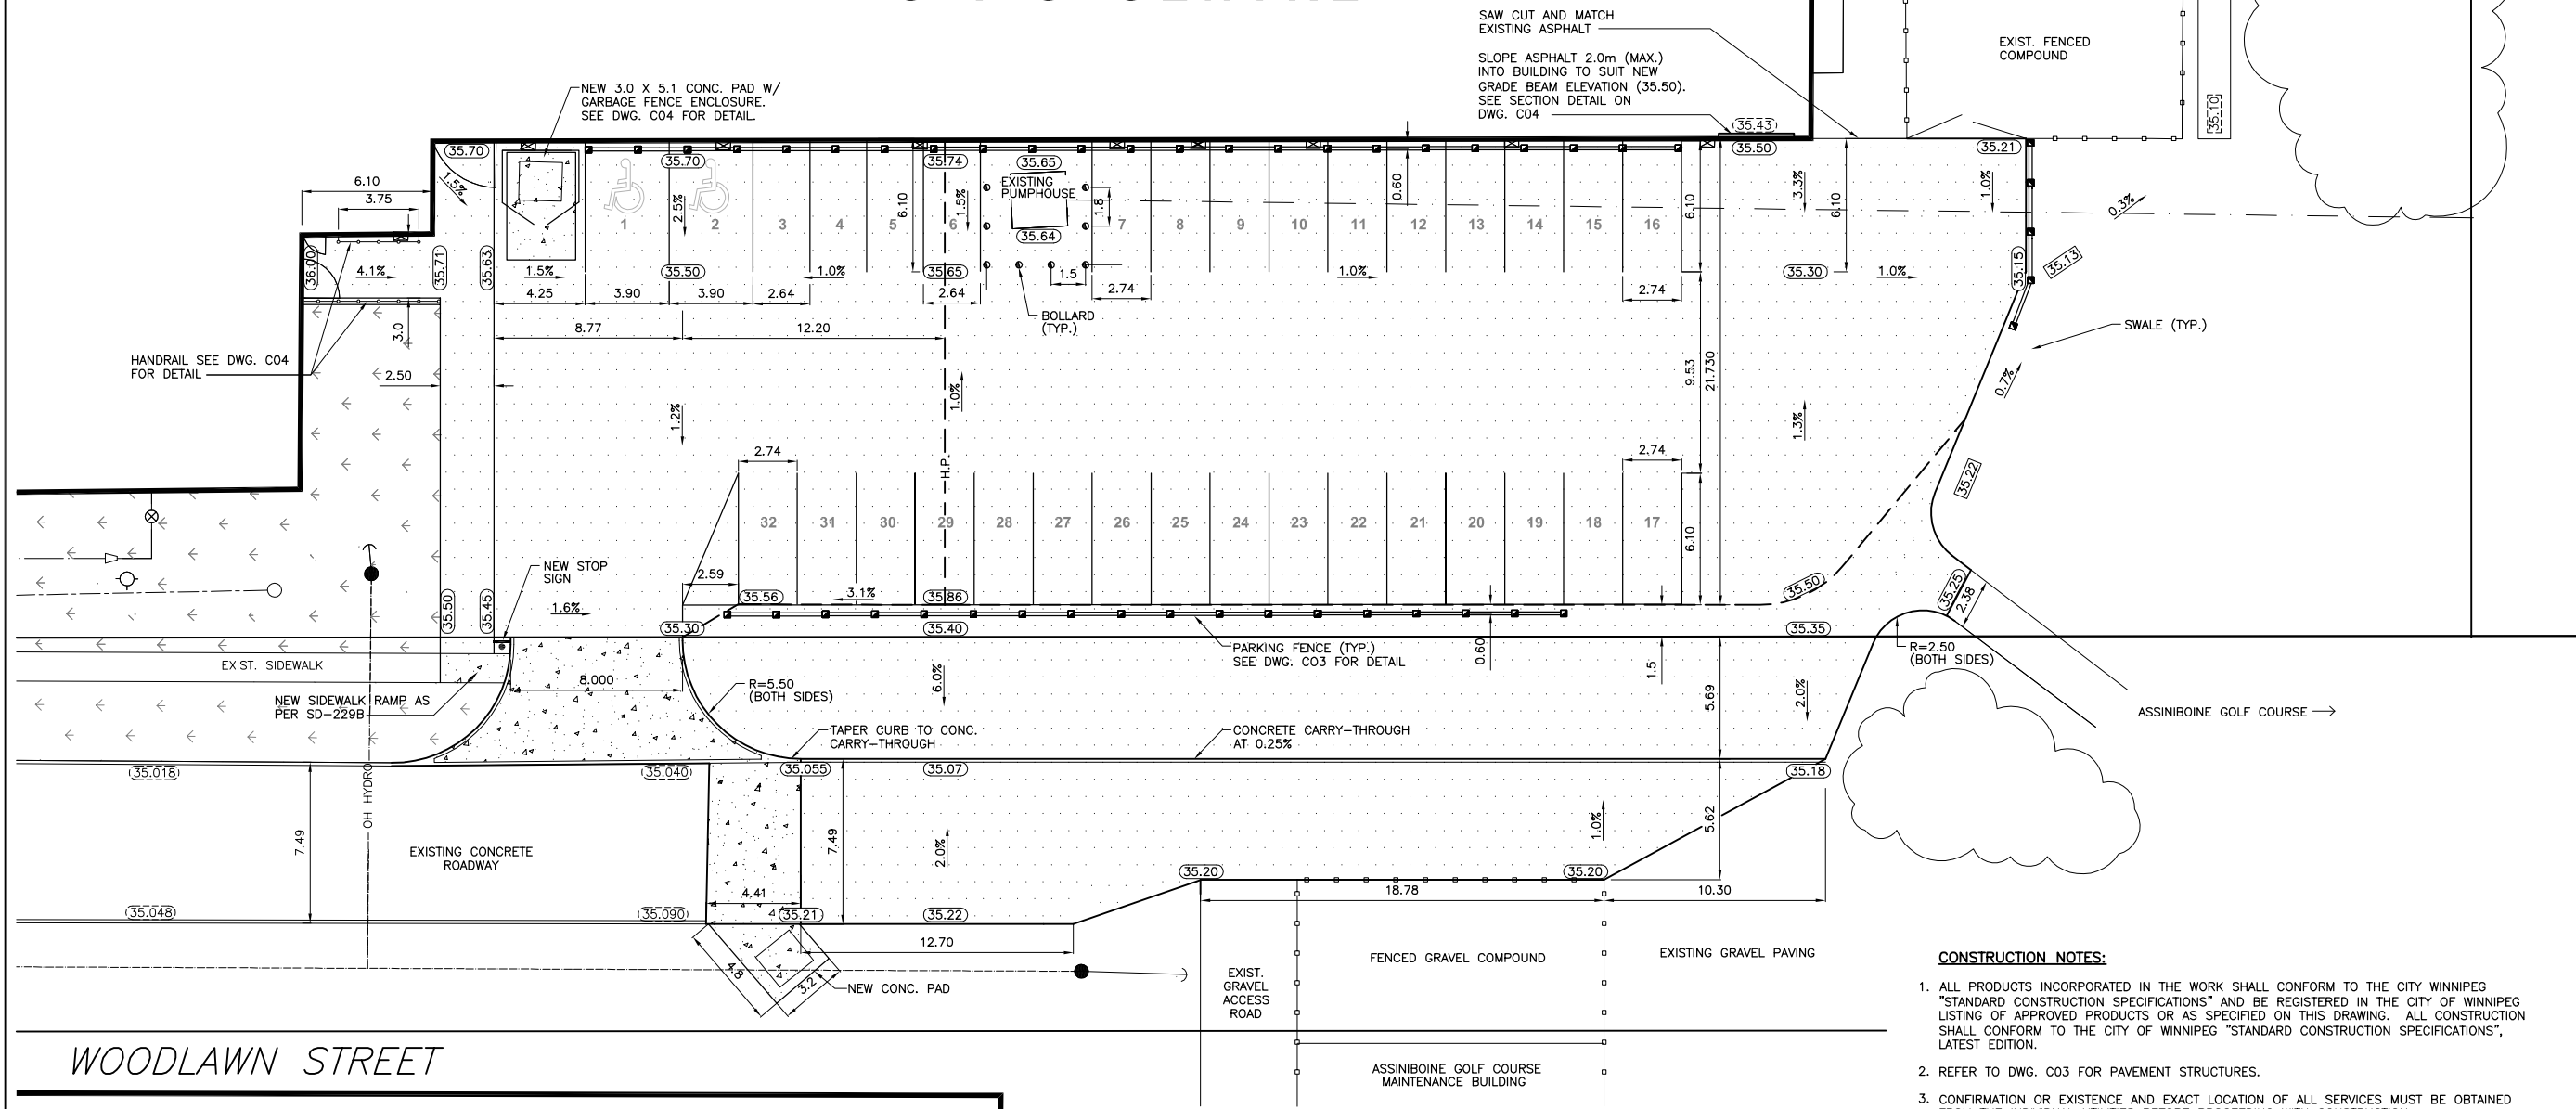 SAW CUT AND MATCH
EXISTING ASPHALT
SLOPE ASPHALT 2.0m (MAX.)
INTO BUILDING TO SUIT NEW
GRADE BEAM ELEVATION (35.50).
SEE SECTION DETAIL ON
DWG. C04
EXIST. FENCED
COMPOUND
35.10
NEW 3.0 X 5.1 CONC. PAD W/
GARBAGE FENCE ENCLOSURE.
SEE DWG. C04 FOR DETAIL.
35.43
35.70
35.70
35.74
35.65
35.50
35.21
6.10
3.75
1.5%
EXISTING
PUMPHOUSE
2.5%
6.10
1.5%
1.8
0.60
6.10
3.3%
6.10
1.0%
0.3%
1
2
3
4
5
6
7
8
9
10
11
12
13
14
15
16
35.64
36.00
4.1%
35.71
35.63
1.5%
35.50
1.0%
35.65
1.5
1.0%
35.30
1.0%
35.15
35.13
4.25
3.90
3.90
2.64
2.64
2.74
2.74
BOLLARD
(TYP.)
SWALE (TYP.)
3.0
8.77
12.20
HANDRAIL SEE DWG. C04
FOR DETAIL
2.50
1.2%
1.0%
9.53
21.730
1.3%
0.7%
2.74
2.74
H.P.
35.22
32
31
30
29
28
27
26
25
24
23
22
21
20
19
18
17
6.10
NEW STOP
SIGN
2.59
35.56
3.1%
35.86
35.50
35.25
2.38
35.50
35.45
1.6%
35.30
35.40
35.35
EXIST. SIDEWALK
PARKING FENCE (TYP.)
SEE DWG. C03 FOR DETAIL
0.60
1.5
R=2.50
(BOTH SIDES)
8.000
R=5.50
(BOTH SIDES)
6.0%
5.69
2.0%
NEW SIDEWALK RAMP AS
PER SD-229B
ASSINIBOINE GOLF COURSE
TAPER CURB TO CONC.
CARRY-THROUGH
CONCRETE CARRY-THROUGH
AT 0.25%
35.018
35.040
35.055
35.07
35.18
OH HYDRO
7.49
7.49
2.0%
1.0%
5.62
EXISTING CONCRETE
ROADWAY
35.20
35.20
18.78
10.30
4.41
35.048
35.090
35.21
35.22
12.70
4.8
3.2
NEW CONC. PAD
EXIST.
GRAVEL
ACCESS
ROAD
FENCED GRAVEL COMPOUND
EXISTING GRAVEL PAVING
ASSINIBOINE GOLF COURSE
MAINTENANCE BUILDING
WOODLAWN STREET
CONSTRUCTION NOTES:
1. ALL PRODUCTS INCORPORATED IN THE WORK SHALL CONFORM TO THE CITY WINNIPEG
"STANDARD CONSTRUCTION SPECIFICATIONS" AND BE REGISTERED IN THE CITY OF WINNIPEG
LISTING OF APPROVED PRODUCTS OR AS SPECIFIED ON THIS DRAWING. ALL CONSTRUCTION
SHALL CONFORM TO THE CITY OF WINNIPEG "STANDARD CONSTRUCTION SPECIFICATIONS",
LATEST EDITION.
2. REFER TO DWG. C03 FOR PAVEMENT STRUCTURES.
3. CONFIRMATION OR EXISTENCE AND EXACT LOCATION OF ALL SERVICES MUST BE OBTAINED